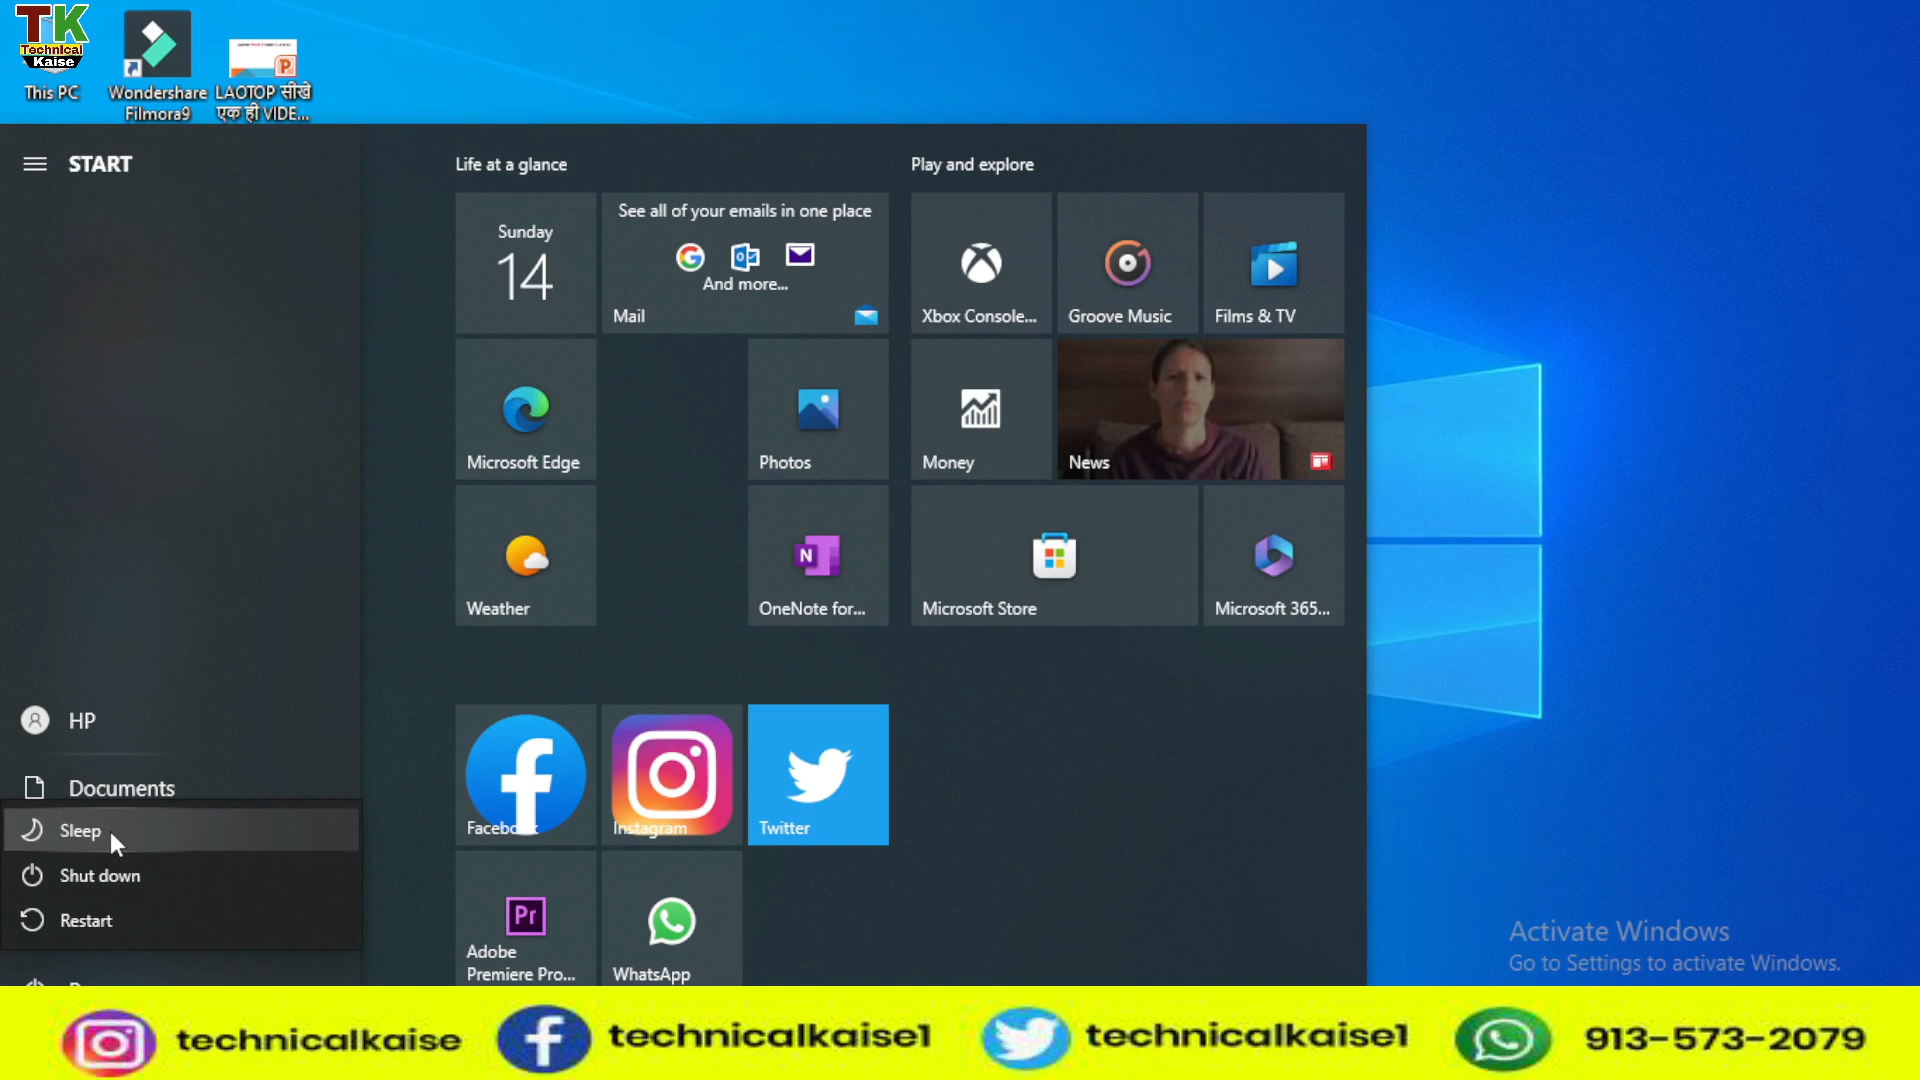 TK
Technical
Kaise
This PC
Wondershare
Filmora9
LAOTOP सीखे
एक ही VIDE...
START
Life at a glance
Play and explore
Sunday
14
See all of your emails in one place
And more...
Mail
Xbox Console...
Groove Music
Films & TV
Microsoft Edge
Photos
Money
News
Weather
N
OneNote for...
Microsoft Store
Microsoft 365...
HP
Documents
Sleep
Shut down
Restart
Facebook
Instagram
Twitter
Pr
Adobe
Premiere Pro...
WhatsApp
Activate Windows
Go to Settings to activate Windows.
technicalkaise
technicalkaise1
technicalkaise1
913-573-2079